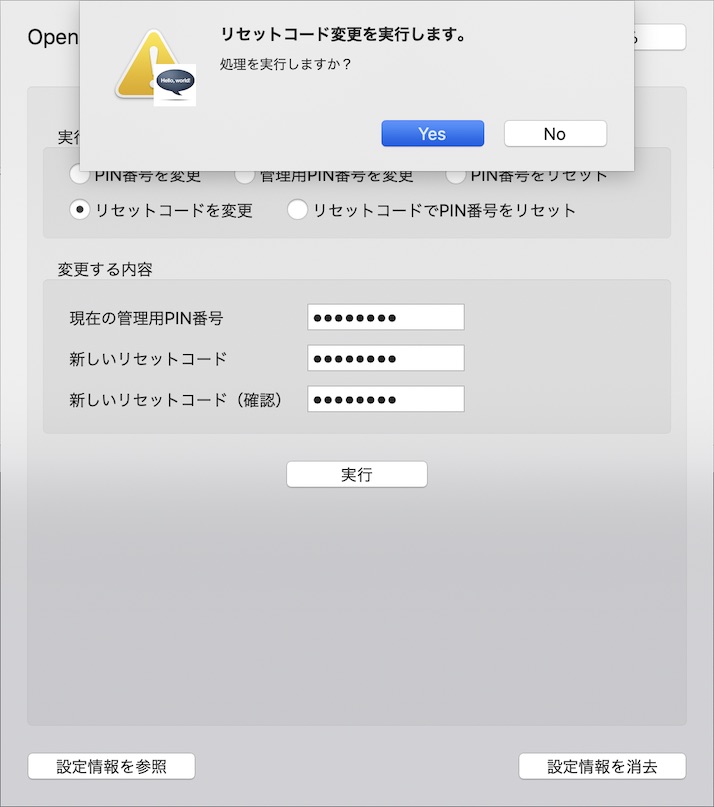 Open
リセットコード変更を実行します。
処理を実行しますか？
Hello, world!
Yes
No
実行
PIN番号を変更
管理用PIN番号を変更
PIN番号をリセット
リセットコードを変更
リセットコードでPIN番号をリセット
変更する内容
現在の管理用PIN番号
●●●●●●●●
新しいリセットコード
●●●●●●●●
新しいリセットコード（確認）
●●●●●●●●
実行
設定情報を参照
設定情報を消去